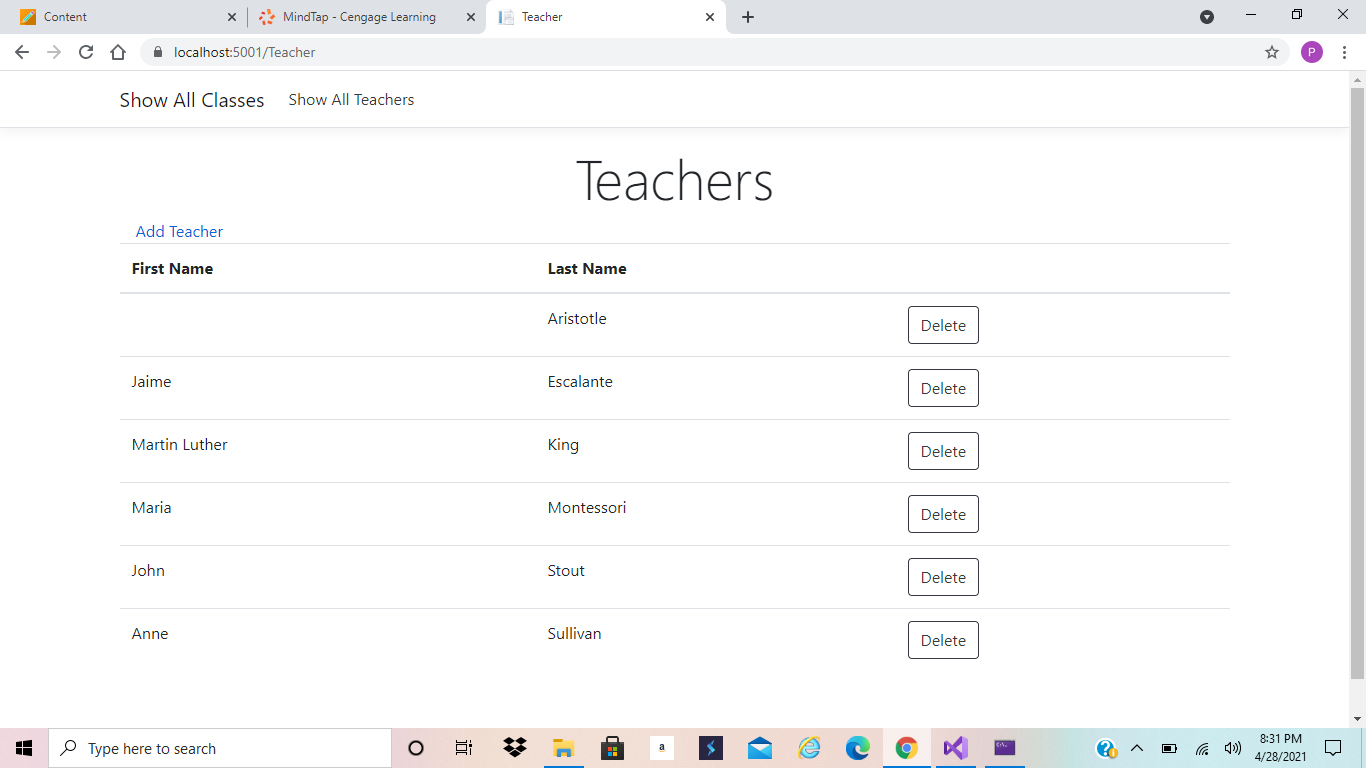 Content
MindTap - Cengage Learning
Teacher
localhost:5001/Teacher
P
Show All Classes Show All Teachers
Teachers
Add Teacher
First Name Last Name
Aristotle Delete
Jaime Escalante Delete
Martin Luther King Delete
Maria Montessori Delete
John Stout Delete
Anne Sullivan Delete
Type here to search
a
8:31 PM
4/28/2021